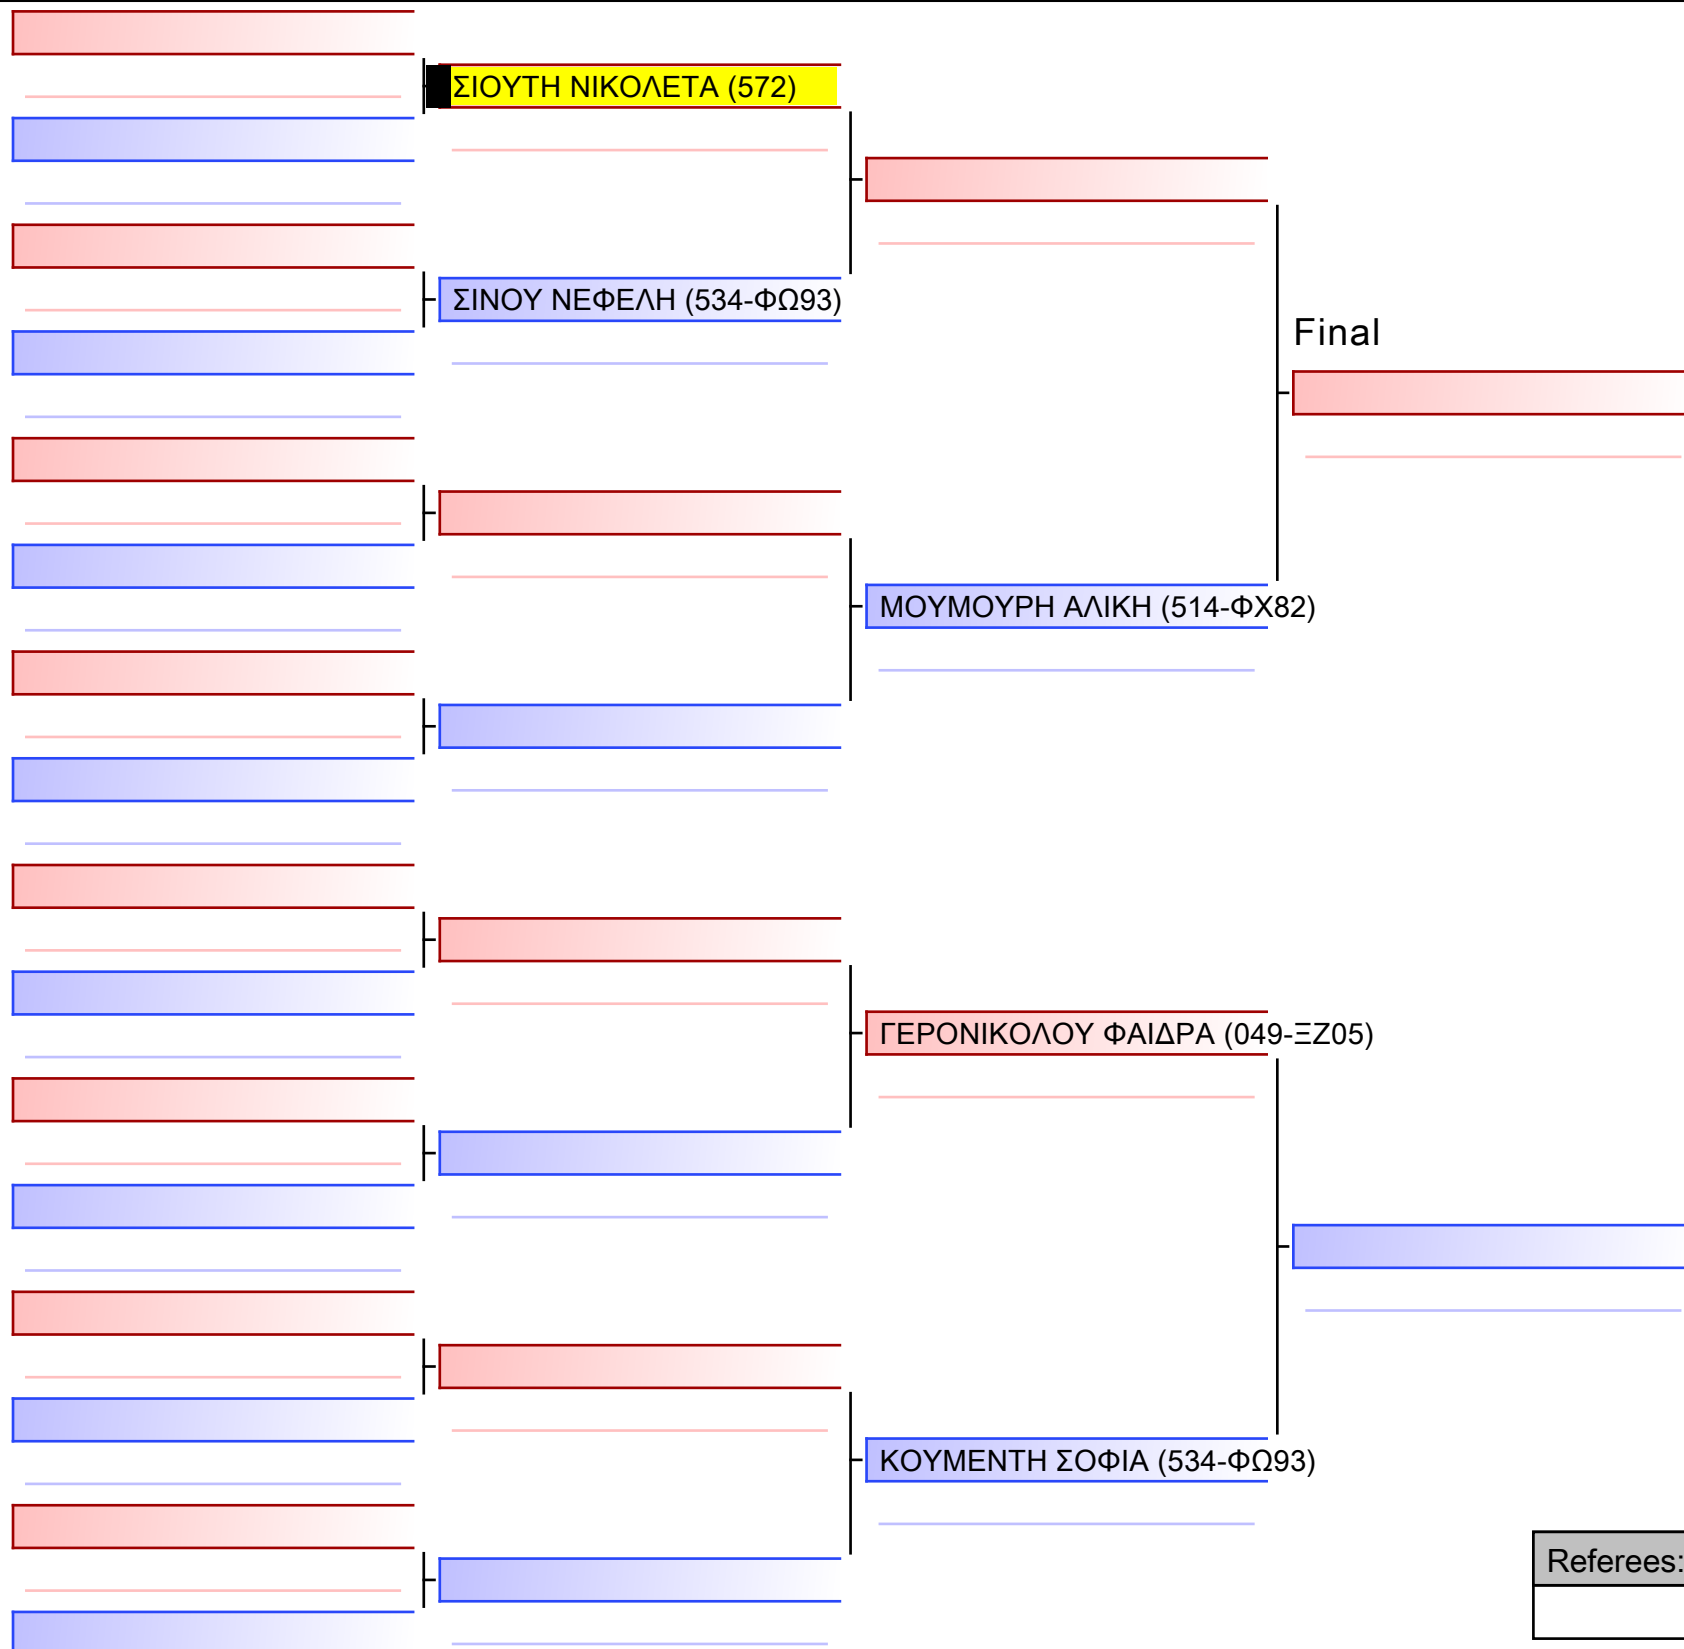 ΣΙΟΥΤΗ ΝΙΚΟΛΕΤΑ (572)
ΣΙΝΟΥ ΝΕΦΕΛΗ (534-ΦΩ93)
Final
ΜΟΥΜΟΥΡΗ ΑΛΙΚΗ (514-ΦΧ82)
ΓΕΡΟΝΙΚΟΛΟΥ ΦΑΙΔΡΑ (049-ΞΖ05)
ΚΟΥΜΕΝΤΗ ΣΟΦΙΑ (534-ΦΩ93)
Referees: